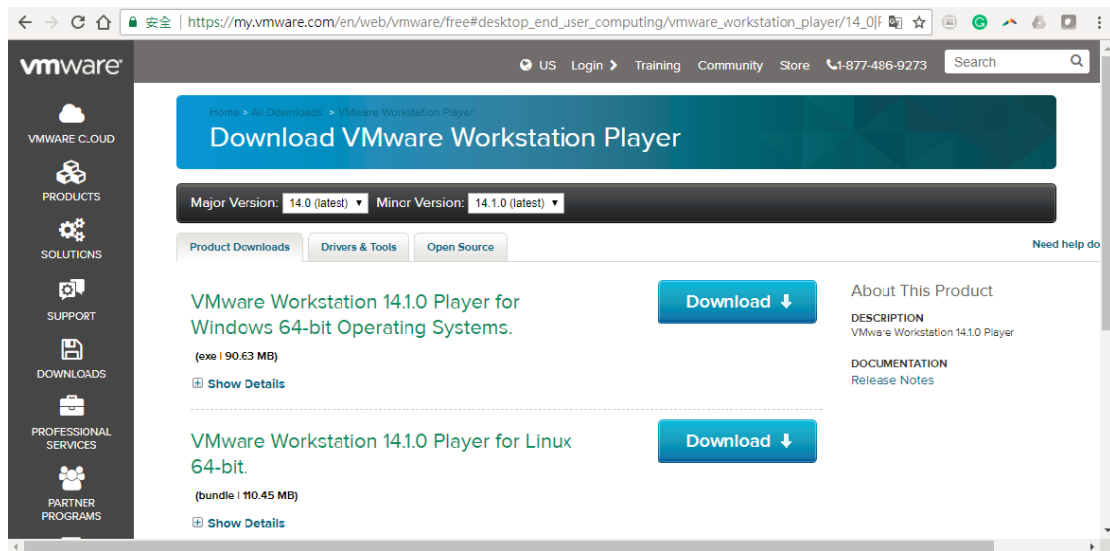 安全 | https://my.vmware.com/en/web/vmware/free#desktop_end_user_computing/vmware_workstation_player/14_0|F
vmware
US Login Training Community Store 1-877-486-9273 Search
VMWARE CLOUD
PRODUCTS
SOLUTIONS
SUPPORT
DOWNLOADS
PROFESSIONAL
SERVICES
PARTNER
PROGRAMS
Home > All Downloads > VMware Workstation Player
Download VMware Workstation Player
Major Version: 14.0 (latest) Minor Version: 14.1.0 (latest)
Product Downloads Drivers & Tools Open Source Need help do
VMware Workstation 14.1.0 Player for
Windows 64-bit Operating Systems.
(exe | 90.63 MB)
Show Details
Download
VMware Workstation 14.1.0 Player for Linux
64-bit.
(bundle | 110.45 MB)
Show Details
Download
About This Product
DESCRIPTION
VMware Workstation 14.1.0 Player
DOCUMENTATION
Release Notes